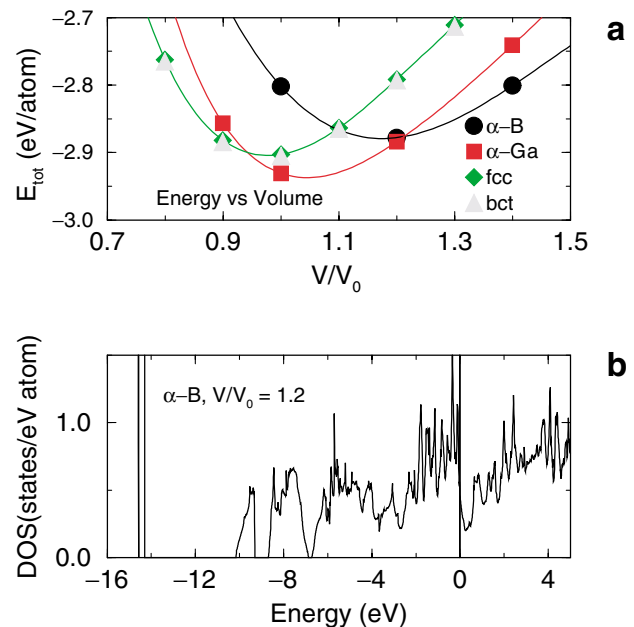 a
−2.7
−2.8
−2.9
−3.0
E_tot (eV/atom)
α−B
α−Ga
fcc
bct
Energy vs Volume
0.7 0.9 1.1 1.3 1.5
V/V₀
b
α−B, V/V₀ = 1.2
1.0
0.0
DOS(states/eV atom)
−16 −12 −8 −4 0 4
Energy (eV)